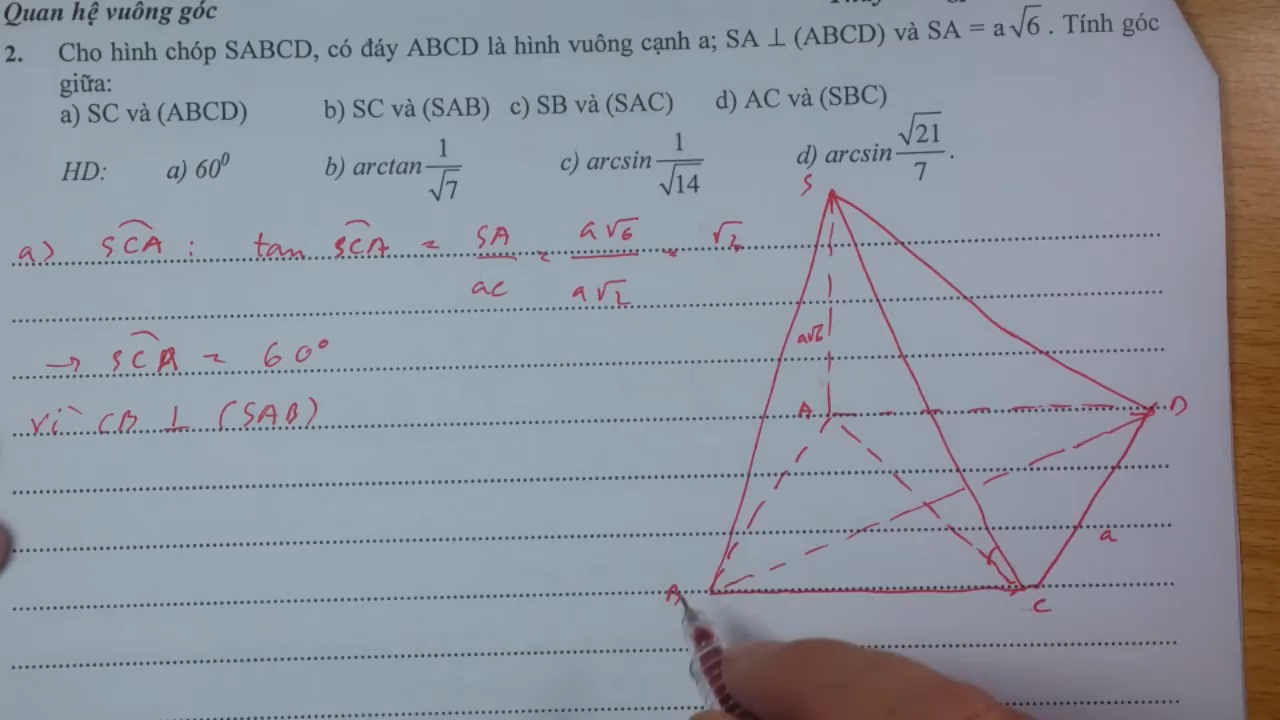 Quan hệ vuông góc
2. Cho hình chóp SABCD, có đáy ABCD là hình vuông cạnh a; SA ⊥ (ABCD) và SA = a√6. Tính góc
giữa:
a) SC và (ABCD) b) SC và (SAB) c) SB và (SAC) d) AC và (SBC)
HD: a) 60⁰ b) arctan 1/√7 c) arcsin 1/√14 d) arcsin √21/7.
S
a) SCA : tan SCA = SA/ac = a√6/a√2 = √2
a√6
→ SCA = 60°
vì CB ⊥ (SAB)
A
D
a
B
C